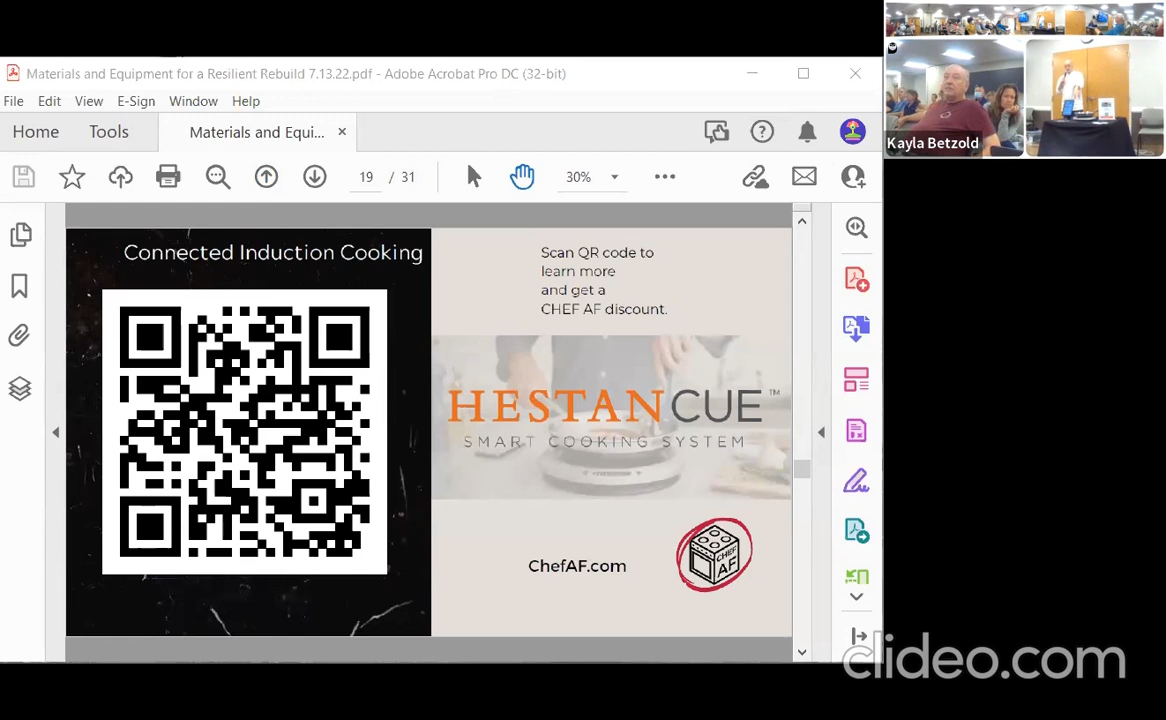 Materials and Equipment for a Resilient Rebuild 7.13.22.pdf - Adobe Acrobat Pro DC (32-bit)
File Edit View E-Sign Window Help
Home Tools Materials and Equi...
19 / 31 30%
Connected Induction Cooking
Scan QR code to
learn more
and get a
CHEF AF discount.
HESTANCUE™
SMART COOKING SYSTEM
ChefAF.com
CHEF
AF
Kayla Betzold
clideo.com